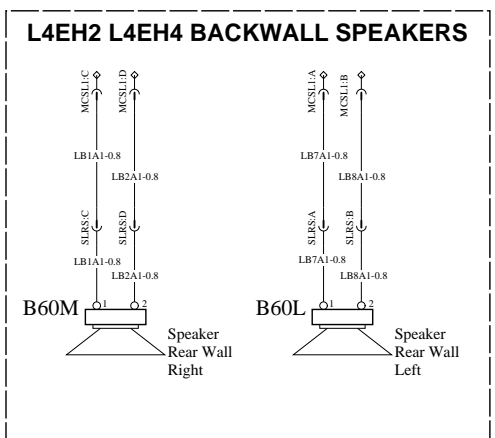 L4EH2 L4EH4 BACKWALL SPEAKERS
MCSL1:C MCSL1:D MCSL1:A MCSL1:B
LB1A1-0.8 LB7A1-0.8
LB2A1-0.8 LB8A1-0.8
SLRS:C SLRS:D SLRS:A SLRS:B
LB1A1-0.8 LB7A1-0.8
LB2A1-0.8 LB8A1-0.8
B60M 1 2 B60L 1 2
Speaker
Rear Wall
Right
Speaker
Rear Wall
Left